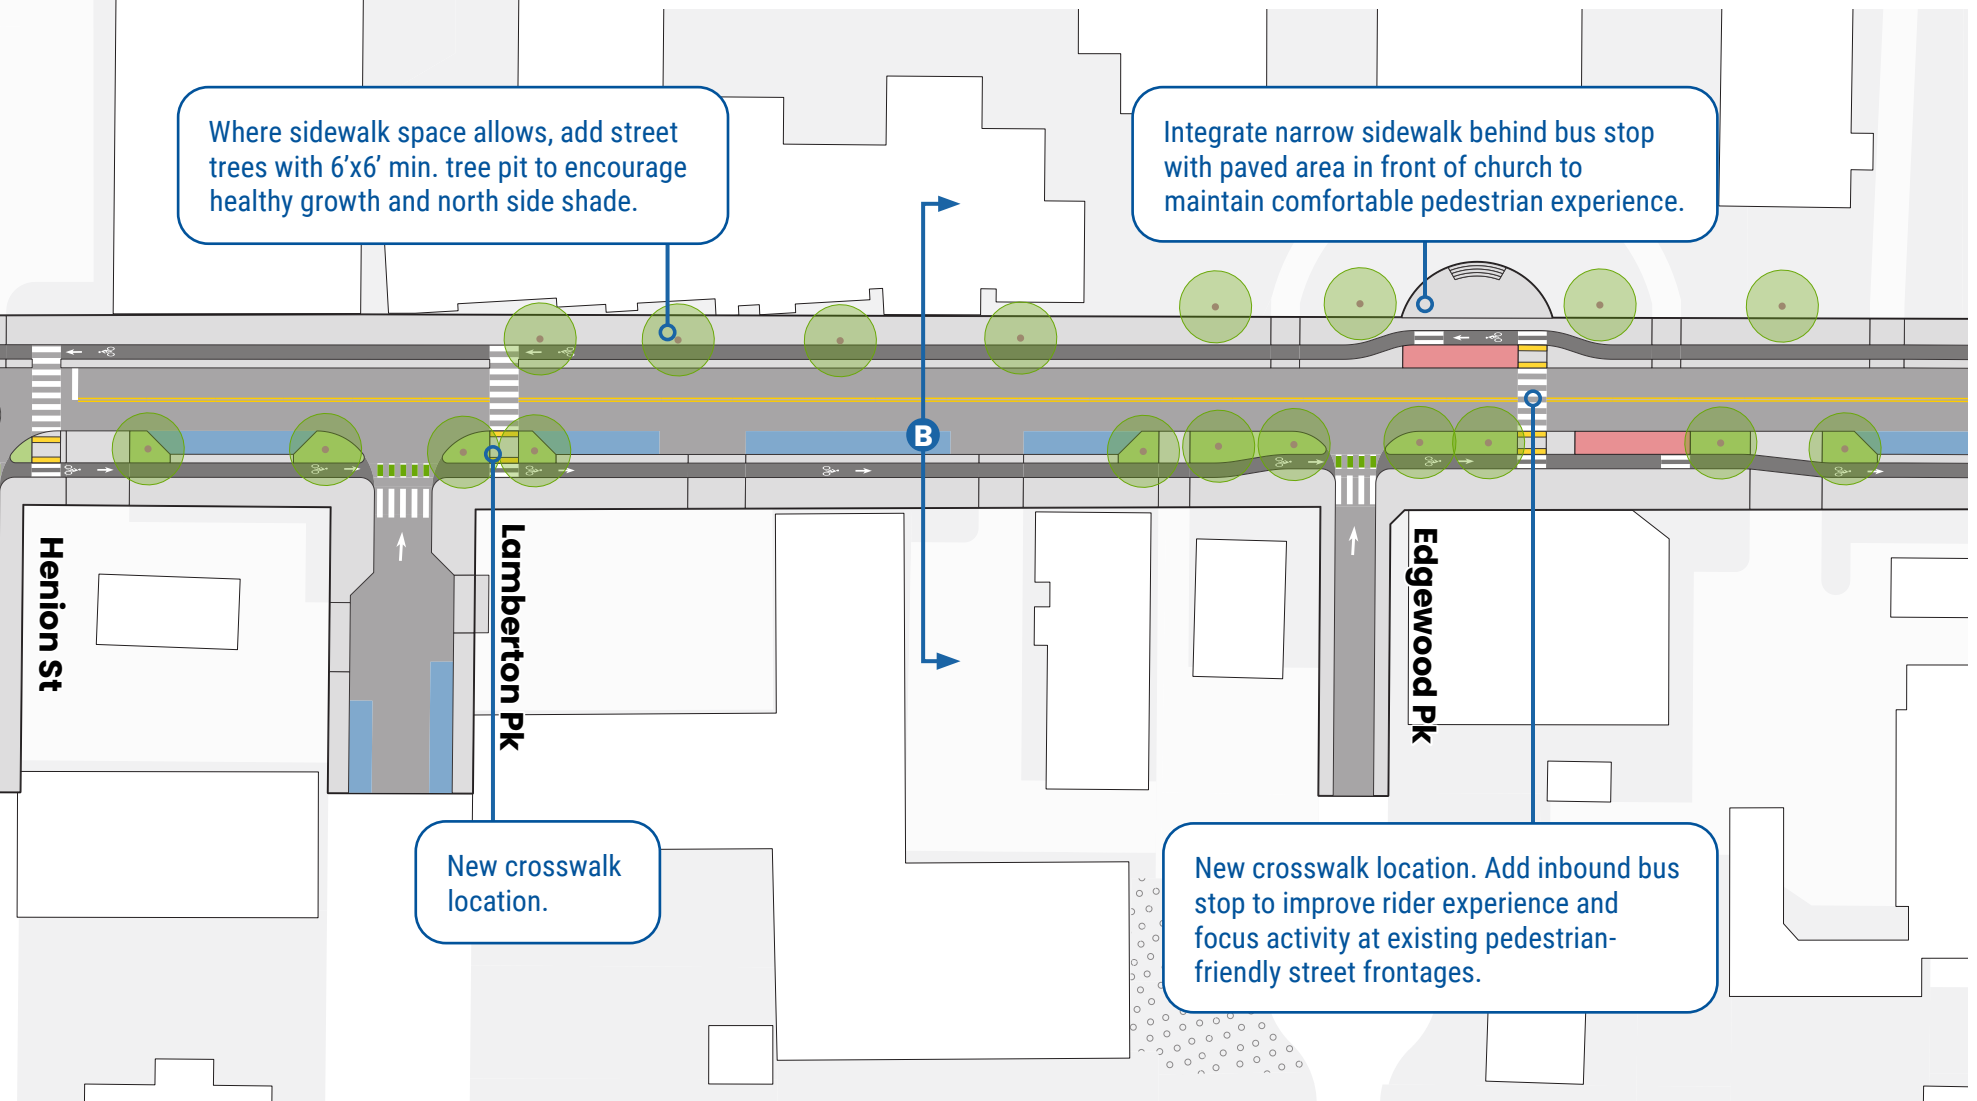 Where sidewalk space allows, add street
trees with 6’x6’ min. tree pit to encourage
healthy growth and north side shade.
Integrate narrow sidewalk behind bus stop
with paved area in front of church to
maintain comfortable pedestrian experience.
B
Henion St
Lamberton Pk
Edgewood Pk
New crosswalk
location.
New crosswalk location. Add inbound bus
stop to improve rider experience and
focus activity at existing pedestrian-
friendly street frontages.